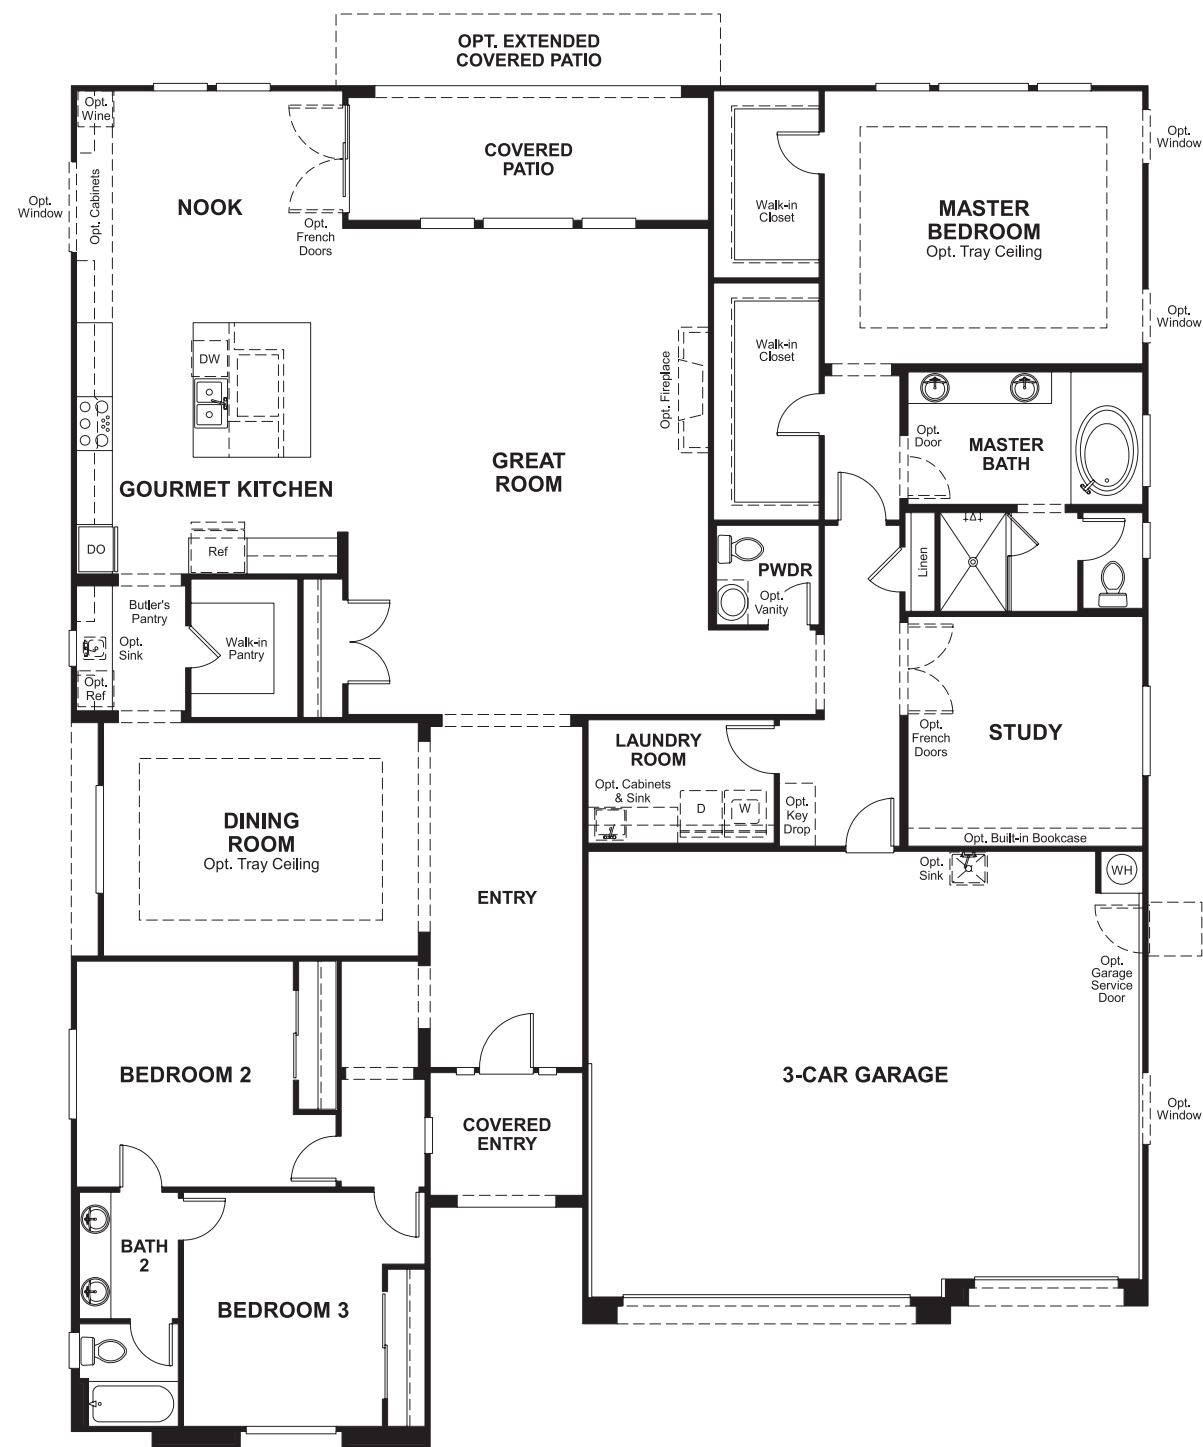 OPT. EXTENDED
COVERED PATIO
Opt.
Wine
Opt. Cabinets
Opt.
Window
NOOK
Opt.
French
Doors
COVERED
PATIO
Walk-in
Closet
MASTER
BEDROOM
Opt. Tray Ceiling
Opt.
Window
Opt.
Window
DW
Opt. Fireplace
Walk-in
Closet
GREAT
ROOM
GOURMET KITCHEN
Opt.
Door
MASTER
BATH
DO
Ref
PWDR
Opt.
Vanity
Linen
Butler's
Pantry
Opt.
Sink
Opt.
Ref
Walk-in
Pantry
Opt.
French
Doors
STUDY
Opt. Built-in Bookcase
LAUNDRY
ROOM
Opt. Cabinets
& Sink
D
W
Opt.
Key
Drop
DINING
ROOM
Opt. Tray Ceiling
ENTRY
Opt.
Sink
WH
Opt.
Garage
Service
Door
BEDROOM 2
3-CAR GARAGE
Opt.
Window
COVERED
ENTRY
BATH
2
BEDROOM 3